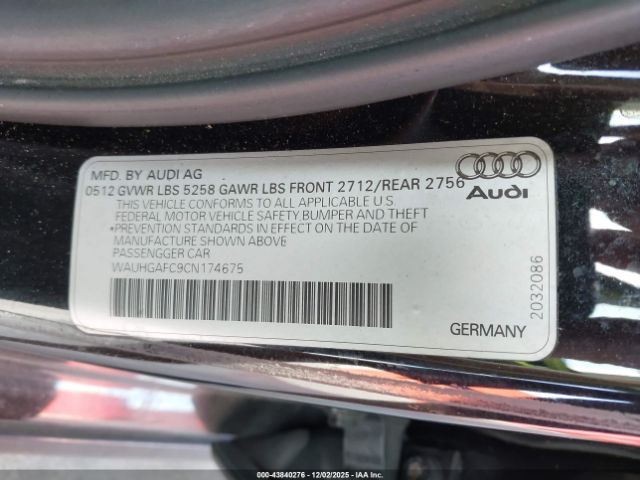 MFD. BY AUDI AG
0512 GVWR LBS 5258 GAWR LBS FRONT 2712/REAR 2756
THIS VEHICLE CONFORMS TO ALL APPLICABLE U.S
FEDERAL MOTOR VEHICLE SAFETY, BUMPER AND THEFT
*PREVENTION STANDARDS IN EFFECT ON THE DATE OF
MANUFACTURE SHOWN ABOVE
PASSENGGER CAR
WAUHGAFC9CN174675
Audi
2032086
GERMANY
000-43840276 - 12/02/2025 - IAAC Inc.